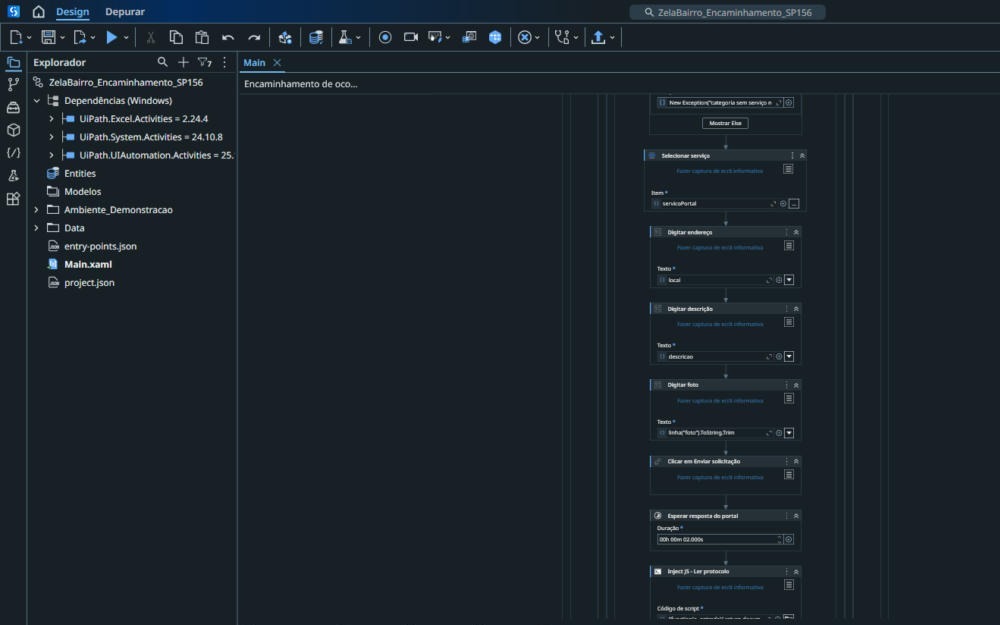 Design Depurar
ZelaBairro_Encaminhamento_SP156
Explorador
7
Main
ZelaBairro_Encaminhamento_SP156
Encaminhamento de oco...
Dependências (Windows)
UiPath.Excel.Activities = 2.24.4
UiPath.System.Activities = 24.10.8
UiPath.UIAutomation.Activities = 25.
Entities
Modelos
Ambiente_Demonstracao
Data
entry-points.json
Main.xaml
project.json
New Exception("categoria sem serviço n
Mostrar Else
Selecionar serviço
Fazer captura de ecrã informativa
Item *
servicoPortal
Digitar endereço
Fazer captura de ecrã informativa
Texto *
local
Digitar descrição
Fazer captura de ecrã informativa
Texto *
descricao
Digitar foto
Fazer captura de ecrã informativa
Texto *
linha("foto").ToString.Trim
Clicar em Enviar solicitação
Fazer captura de ecrã informativa
Esperar resposta do portal
Duração *
00h 00m 02.000s
Inject JS - Ler protocolo
Fazer captura de ecrã informativa
Código de script *